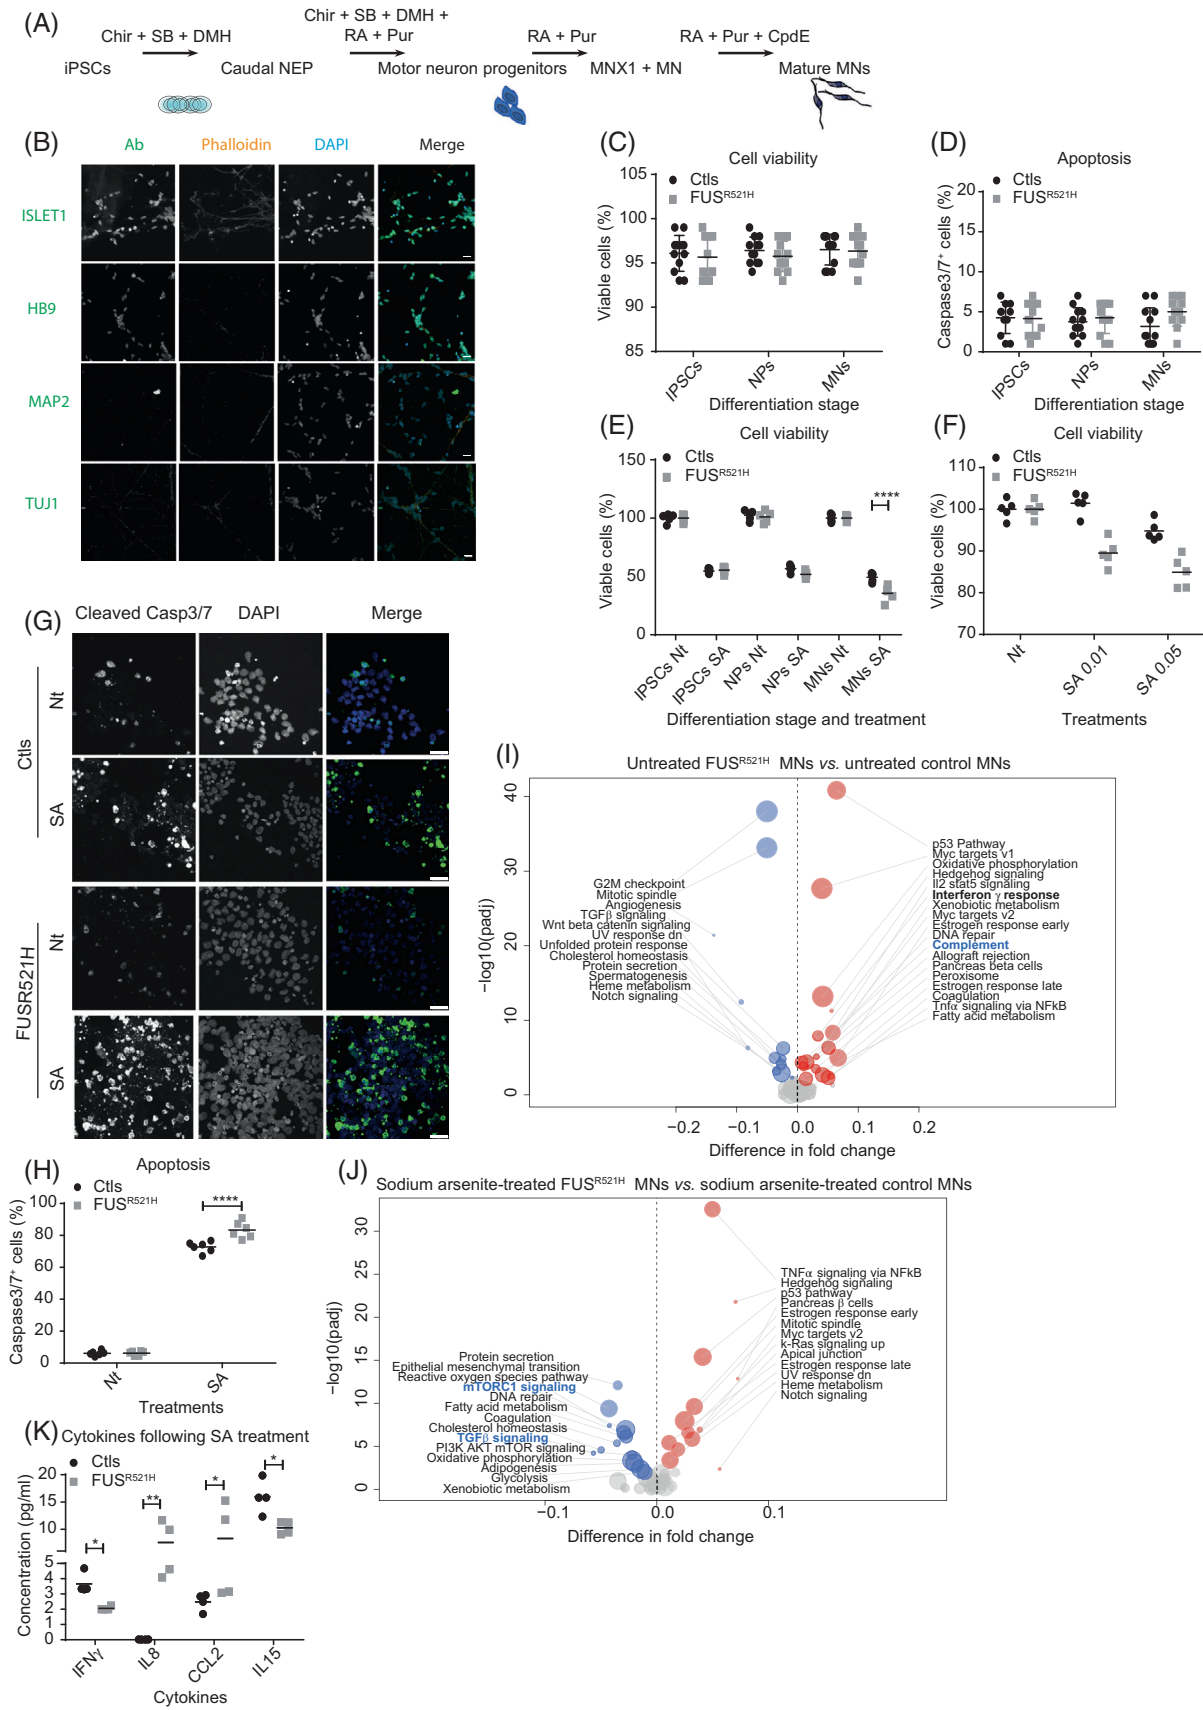 (A)
Chir + SB + DMH
Chir + SB + DMH +
RA + Pur
RA + Pur
RA + Pur + CpdE
iPSCs
Caudal NEP
Motor neuron progenitors
MNX1 + MN
Mature MNs
(B)
Ab
Phalloidin
DAPI
Merge
ISLET1
HB9
MAP2
TUJ1
(C)
Cell viability
Ctls
FUSR521H
Viable cells (%)
105
100
95
90
85
IPSCs
NPs
MNs
Differentiation stage
(D)
Apoptosis
Ctls
FUSR521H
Caspase3/7+ cells (%)
20
15
10
5
0
IPSCs
NPs
MNs
Differentiation stage
(E)
Cell viability
Ctls
FUSR521H
****
Viable cells (%)
150
100
50
0
IPSCs Nt
IPSCs SA
NPs Nt
NPs SA
MNs Nt
MNs SA
Differentiation stage and treatment
(F)
Cell viability
Ctls
FUSR521H
Viable cells (%)
110
100
90
80
70
Nt
SA 0.01
SA 0.05
Treatments
(G)
Cleaved Casp3/7
DAPI
Merge
Ctls
Nt
SA
FUSR521H
Nt
SA
(H)
Apoptosis
Ctls
FUSR521H
****
Caspase3/7+ cells (%)
100
80
60
40
20
0
Nt
SA
Treatments
(I)
Untreated FUSR521H MNs vs. untreated control MNs
−log10(padj)
40
30
20
10
0
G2M checkpoint
Mitotic spindle
Angiogenesis
TGFβ signaling
Wnt beta catenin signaling
UV response dn
Unfolded protein response
Cholesterol homeostasis
Protein secretion
Spermatogenesis
Heme metabolism
Notch signaling
p53 Pathway
Myc targets v1
Oxidative phosphorylation
Hedgehog signaling
Il2 stat5 signaling
Interferon γ response
Xenobiotic metabolism
Myc targets v2
Estrogen response early
DNA repair
Complement
Allograft rejection
Pancreas beta cells
Peroxisome
Estrogen response late
Coagulation
Tnfα signaling via NFkB
Fatty acid metabolism
−0.2
−0.1
0.0
0.1
0.2
Difference in fold change
(J)
Sodium arsenite-treated FUSR521H MNs vs. sodium arsenite-treated control MNs
−log10(padj)
30
25
20
15
10
5
0
Protein secretion
Epithelial mesenchymal transition
Reactive oxygen species pathway
mTORC1 signaling
DNA repair
Fatty acid metabolism
Coagulation
Cholesterol homeostasis
TGFβ signaling
PI3K AKT mTOR signaling
Oxidative phosphorylation
Adipogenesis
Glycolysis
Xenobiotic metabolism
TNFα signaling via NFkB
Hedgehog signaling
p53 pathway
Pancreas β cells
Estrogen response early
Mitotic spindle
Myc targets v2
k-Ras signaling up
Apical junction
Estrogen response late
UV response dn
Heme metabolism
Notch signaling
−0.1
0.0
0.1
Difference in fold change
(K)
Cytokines following SA treatment
Ctls
FUSR521H
*
**
*
*
Concentration (pg/ml)
20
15
10
5
4
3
2
2
0
IFNγ
IL8
CCL2
IL15
Cytokines